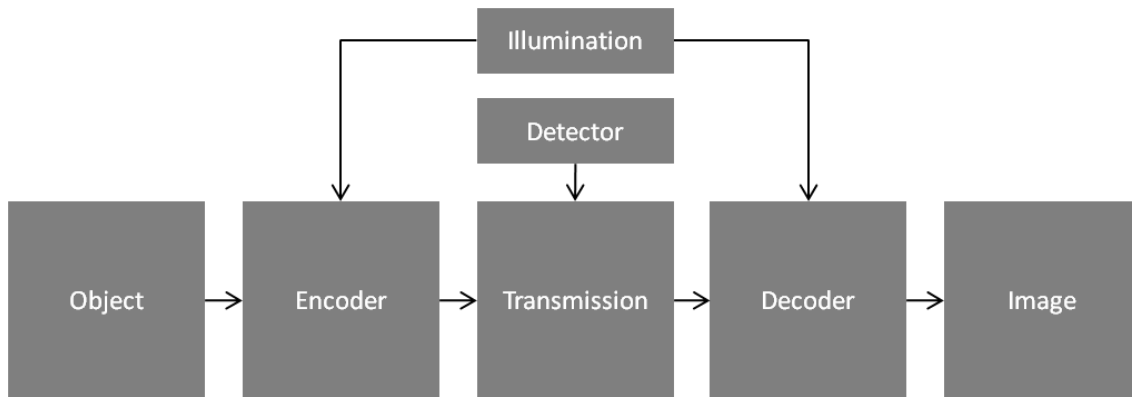 Illumination
Detector
Object
Encoder
Transmission
Decoder
Image